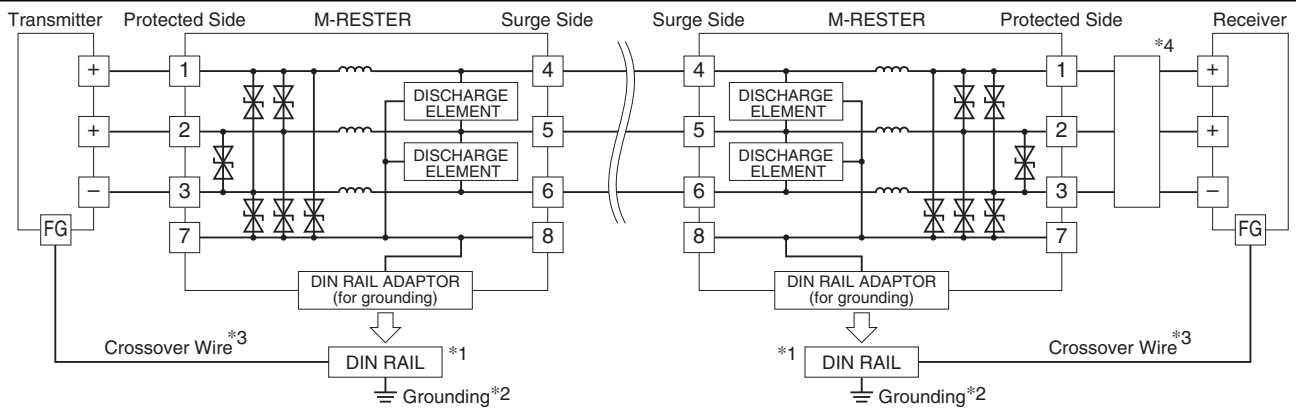 Transmitter Protected Side M-RESTER Surge Side Surge Side M-RESTER Protected Side Receiver
*4
+ 1 4 4 1 +
DISCHARGE ELEMENT DISCHARGE ELEMENT
+ 2 5 5 2 +
DISCHARGE ELEMENT DISCHARGE ELEMENT
− 3 6 6 3 −
FG 7 8 8 7 FG
DIN RAIL ADAPTOR DIN RAIL ADAPTOR
(for grounding) (for grounding)
Crossover Wire*3 DIN RAIL *1 *1 DIN RAIL Crossover Wire*3
Grounding*2 Grounding*2